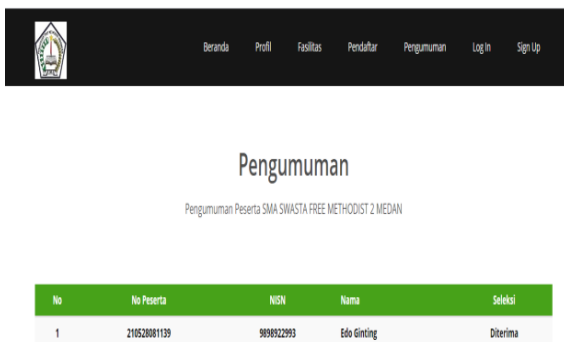 Beranda Profil Fasilitas Pendaftar Pengumuman Log In Sign Up
Pengumuman
Pengumuman Peserta SMA SWASTA FREE METHODIST 2 MEDAN
No No Peserta NISN Nama Seleksi
1 210528081139 9898922993 Edo Ginting Diterima